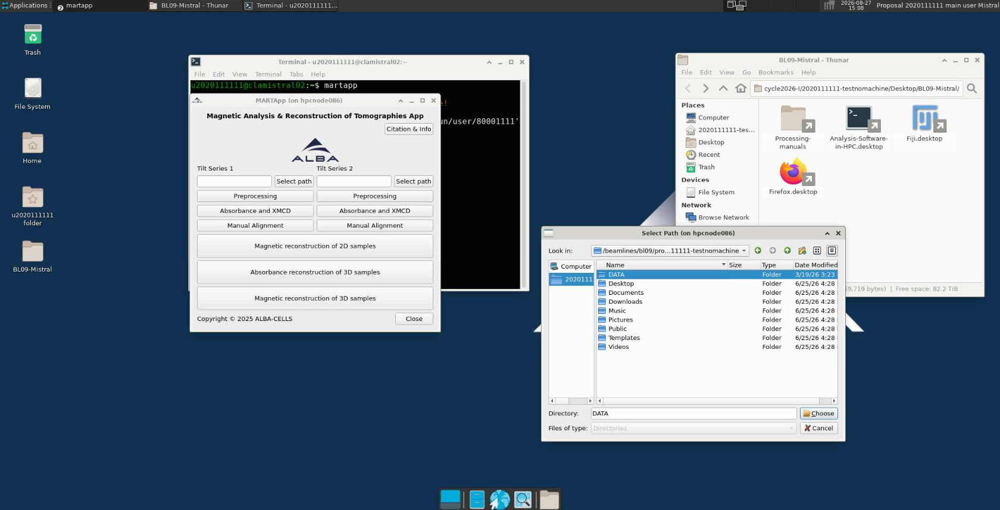 Applications
martapp
BL09-Mistral - Thunar
Terminal - u2020111111...
2026-08-27
15:08
Proposal 2020111111 main user Mistral
Trash
File System
Home
u2020111111
folder
BL09-Mistral
Terminal - u2020111111@clamistral02:~
File Edit View Terminal Tabs Help
u2020111111@clamistral02:~$ martapp
e!
un/user/80001111'
MARTApp (on hpcnode086)
Magnetic Analysis & Reconstruction of Tomographies App
Citation & Info
ALBA
Tilt Series 1 Tilt Series 2
Select path Select path
Preprocessing Preprocessing
Absorbance and XMCD Absorbance and XMCD
Manual Alignment Manual Alignment
Magnetic reconstruction of 2D samples
Absorbance reconstruction of 3D samples
Magnetic reconstruction of 3D samples
Copyright © 2025 ALBA-CELLS
Close
BL09-Mistral - Thunar
File Edit View Go Bookmarks Help
cycle2026-I/2020111111-testnomachine/Desktop/BL09-Mistral/
Places
Computer
2020111111-tes...
Desktop
Recent
Trash
Devices
File System
Network
Browse Network
Processing-
manuals
Analysis-Software-
in-HPC.desktop
Fiji.desktop
Firefox.desktop
(9,719 bytes) | Free space: 82.2 TiB
Select Path (on hpcnode086)
Look in: /beamlines/bl09/pro...11111-testnomachine
Computer
2020111
Name Size Type Date Modified
DATA Folder 3/19/26 3:23
Desktop Folder 6/25/26 4:28
Documents Folder 6/25/26 4:28
Downloads Folder 6/25/26 4:28
Music Folder 6/25/26 4:28
Pictures Folder 6/25/26 4:28
Public Folder 6/25/26 4:28
Templates Folder 6/25/26 4:28
Videos Folder 6/25/26 4:28
Directory: DATA Choose
Files of type: Directories Cancel